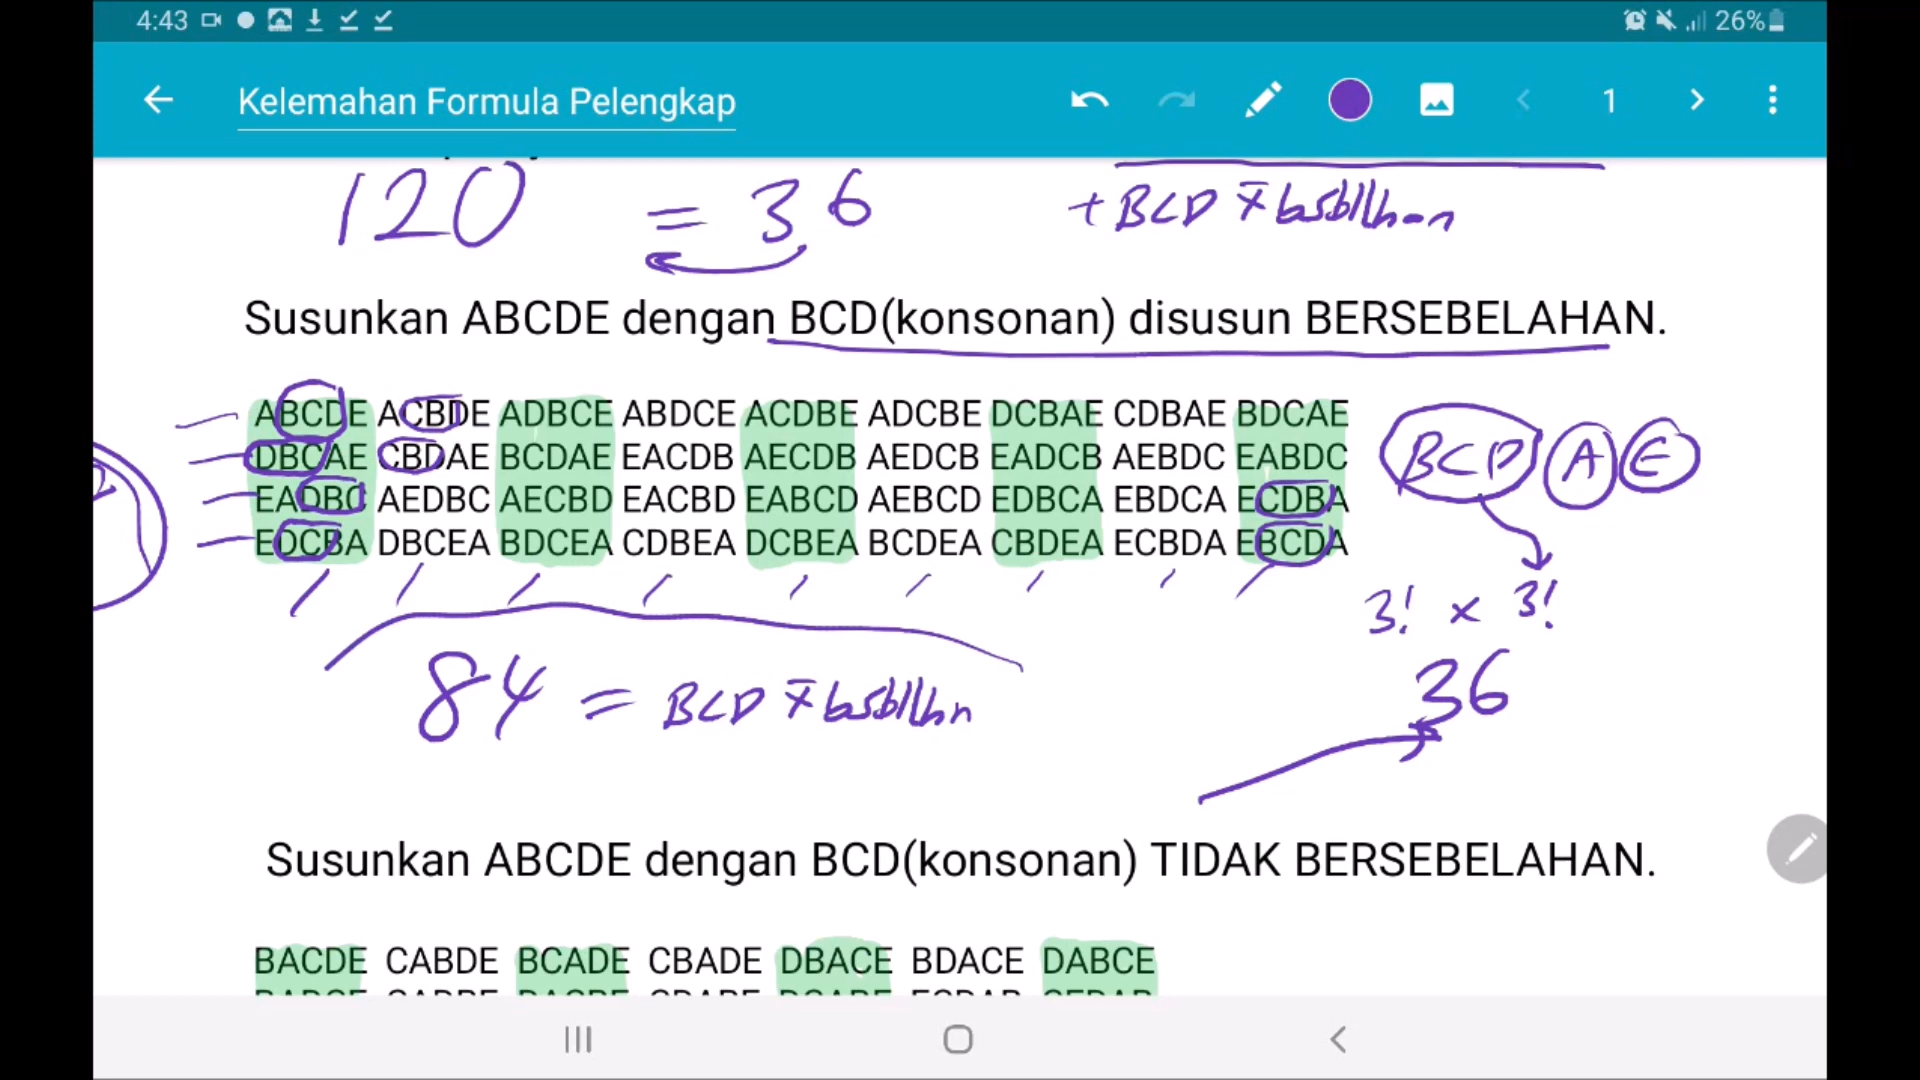 4:43 26%
Kelemahan Formula Pelengkap 1
120 = 36
+ BCD x̄ bsbllhan
Susunkan ABCDE dengan BCD(konsonan) disusun BERSEBELAHAN.
ABCDE ACBDE ADBCE ABDCE ACDBE ADCBE DCBAE CDBAE BDCAE
DBCAE CBDAE BCDAE EACDB AECDB AEDCB EADCB AEBDC EABDC
EADBC AEDBC AECBD EACBD EABCD AEBCD EDBCA EBDCA ECDBA
EDCBA DBCEA BDCEA CDBEA DCBEA BCDEA CBDEA ECBDA EBCDA
BCD A E
3! x 3!
36
84 = BCD x̄ bsbllhn
Susunkan ABCDE dengan BCD(konsonan) TIDAK BERSEBELAHAN.
BACDE CABDE BCADE CBADE DBACE BDACE DABCE